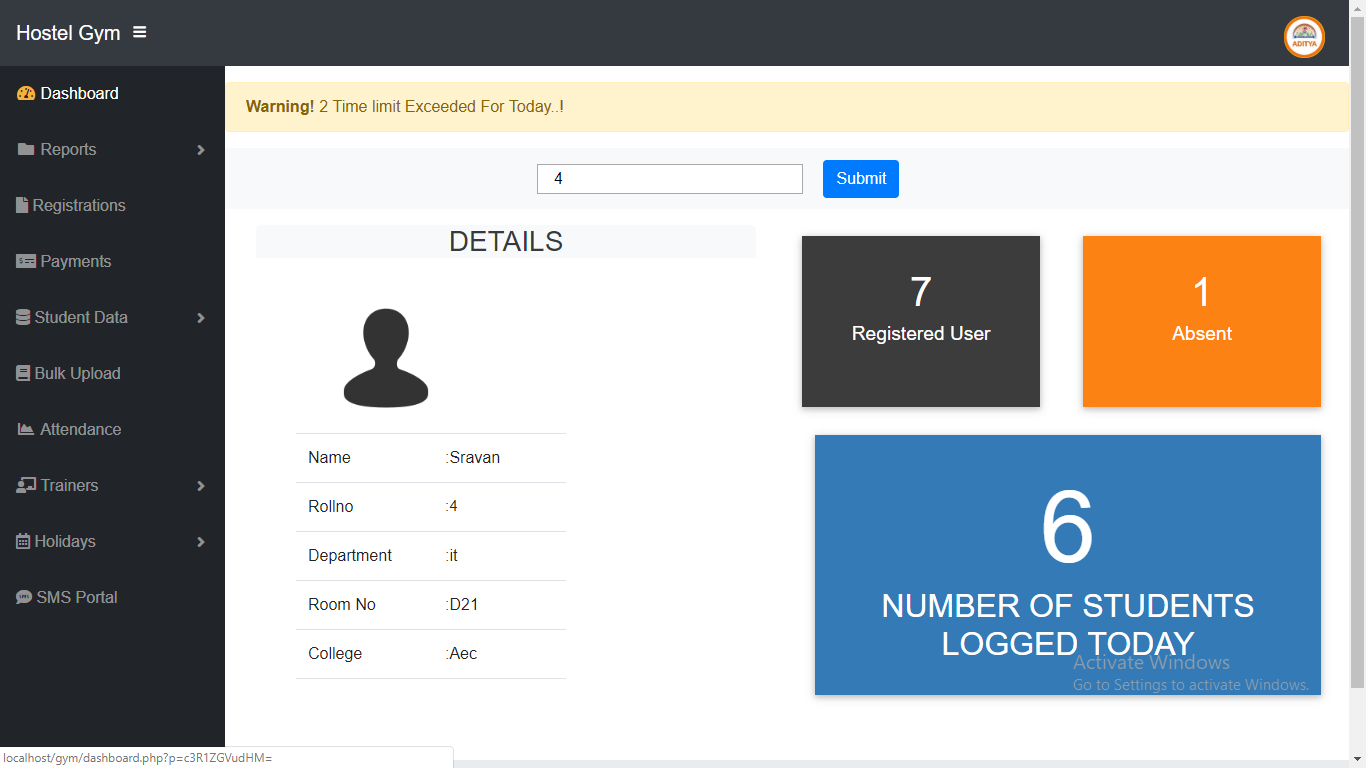 Hostel Gym
ADITYA
Dashboard
Reports
Registrations
Payments
Student Data
Bulk Upload
Attendance
Trainers
Holidays
SMS Portal
Warning! 2 Time limit Exceeded For Today..!
4
Submit
DETAILS
Name :Sravan
Rollno :4
Department :it
Room No :D21
College :Aec
7
Registered User
1
Absent
6
NUMBER OF STUDENTS
LOGGED TODAY
Activate Windows
Go to Settings to activate Windows.
localhost/gym/dashboard.php?p=c3R1ZGVudHM=